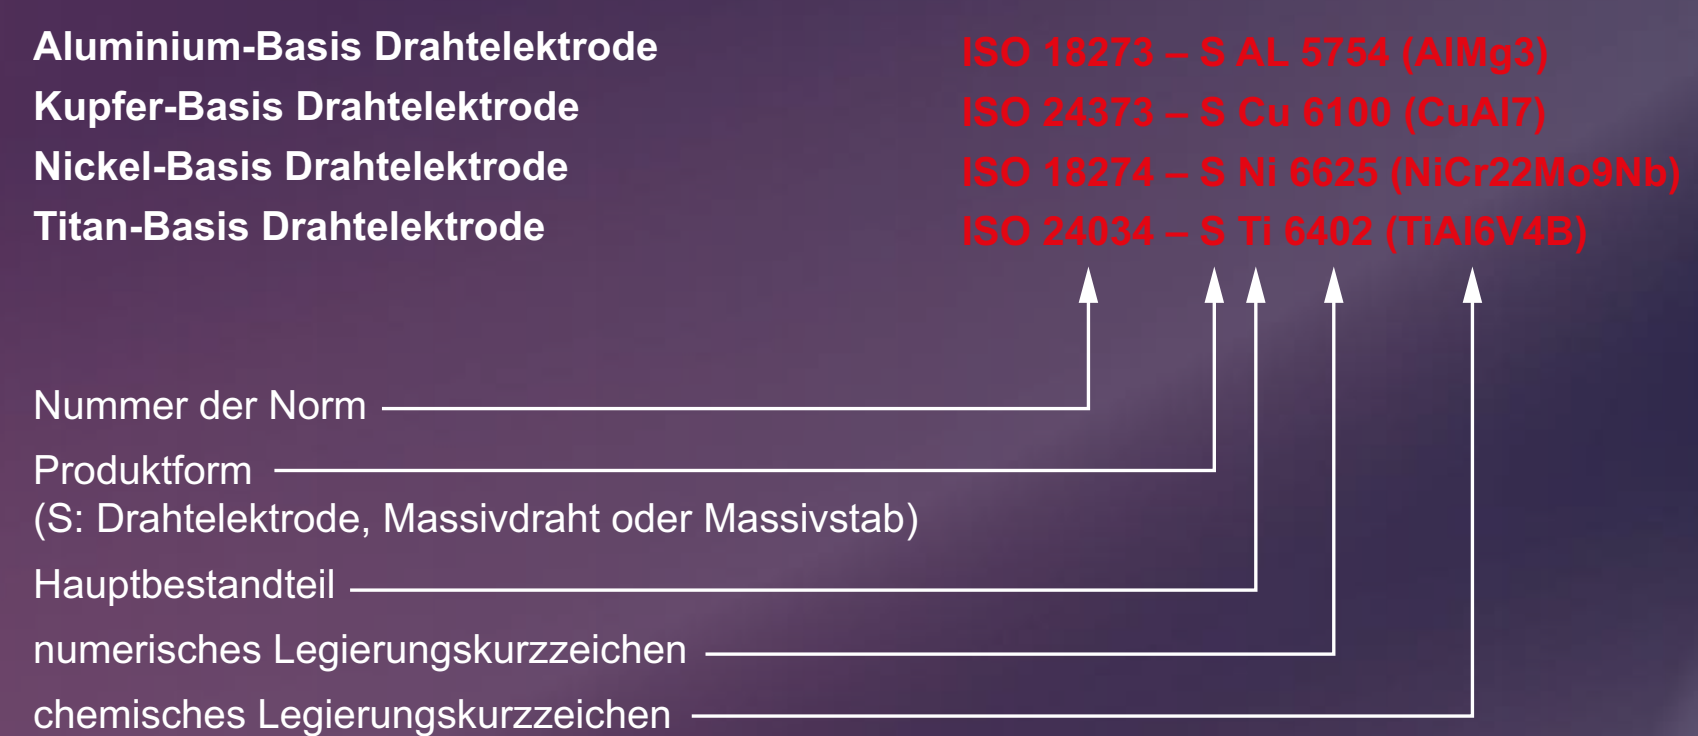 Aluminium-Basis Drahtelektrode ISO 18273 – S AL 5754 (AlMg3)
Kupfer-Basis Drahtelektrode ISO 24373 – S Cu 6100 (CuAl7)
Nickel-Basis Drahtelektrode ISO 18274 – S Ni 6625 (NiCr22Mo9Nb)
Titan-Basis Drahtelektrode ISO 24034 – S Ti 6402 (TiAl6V4B)
Nummer der Norm
Produktform
(S: Drahtelektrode, Massivdraht oder Massivstab)
Hauptbestandteil
numerisches Legierungskurzzeichen
chemisches Legierungskurzzeichen